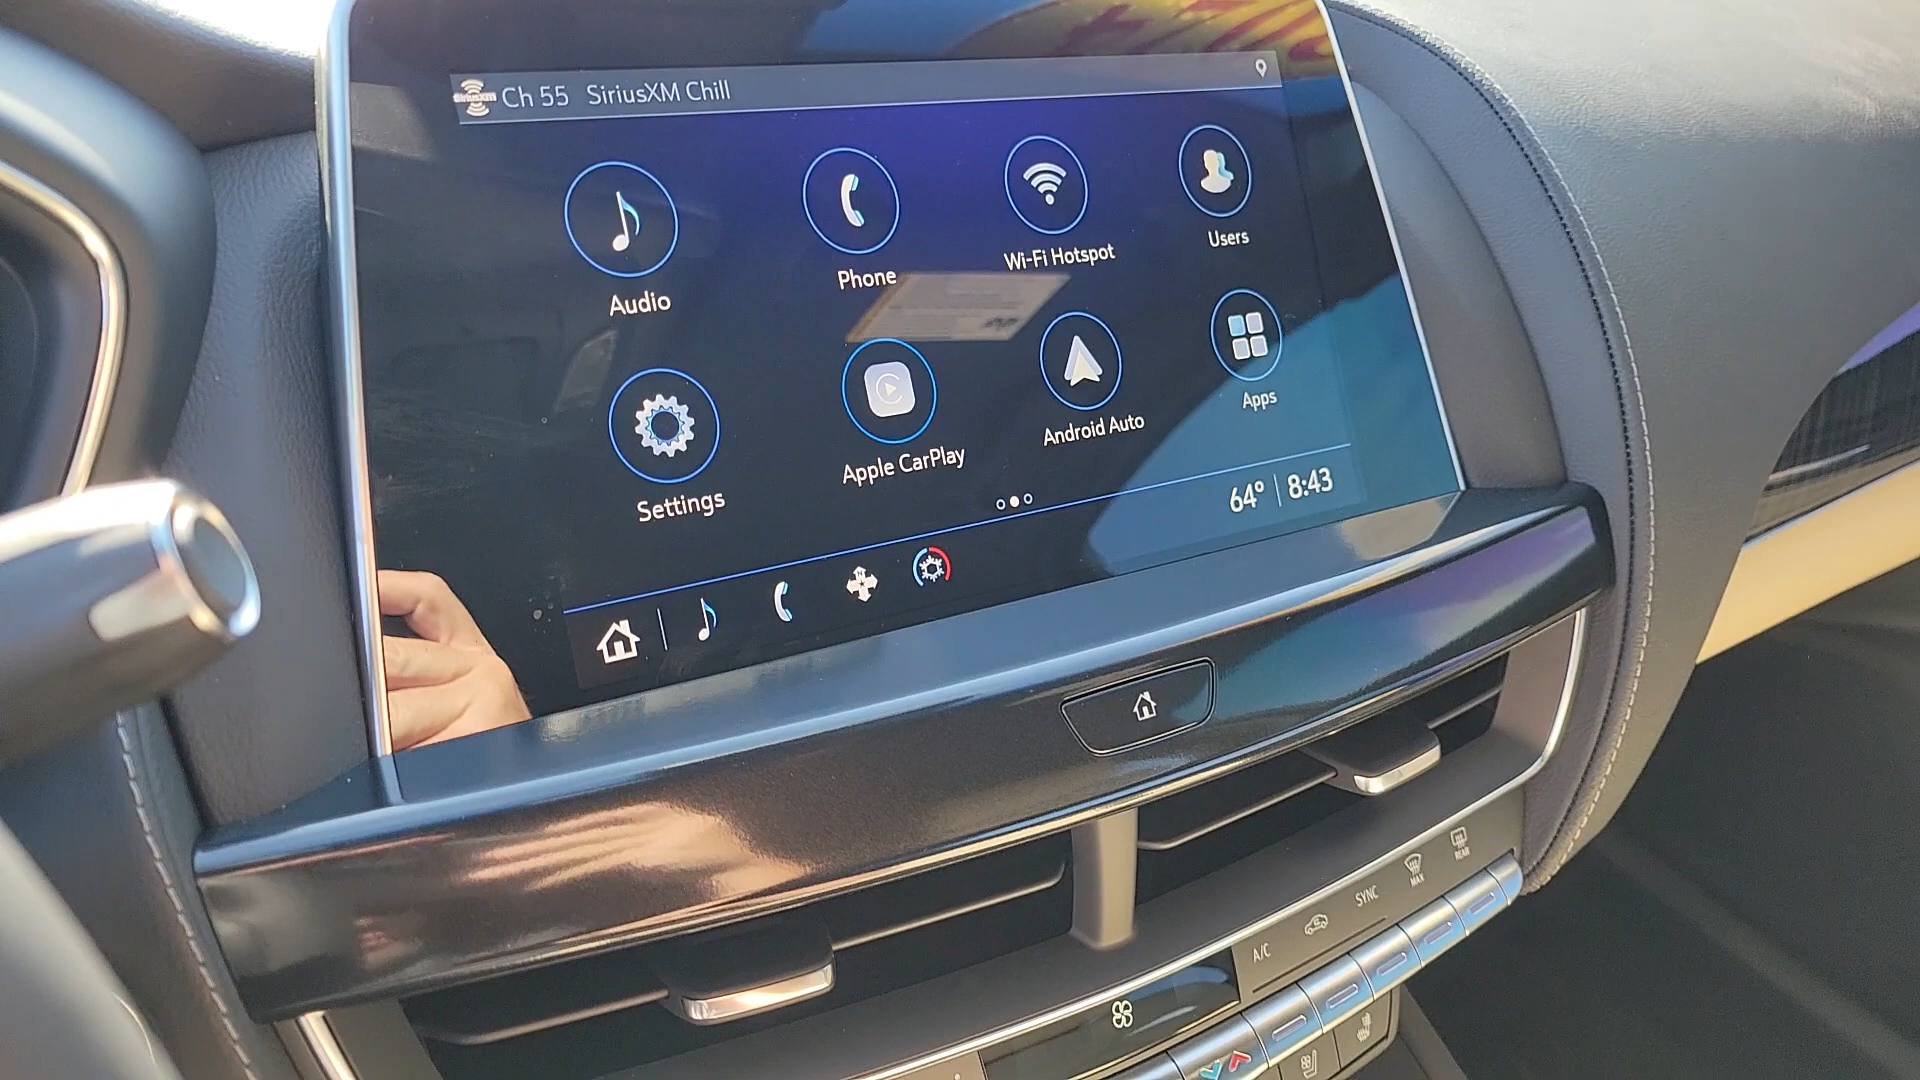 SiriusXM Ch 55 SiriusXM Chill
Audio
Phone
Wi-Fi Hotspot
Users
Settings
Apple CarPlay
Android Auto
Apps
64° 8:43
A/C
SYNC
MAX
REAR